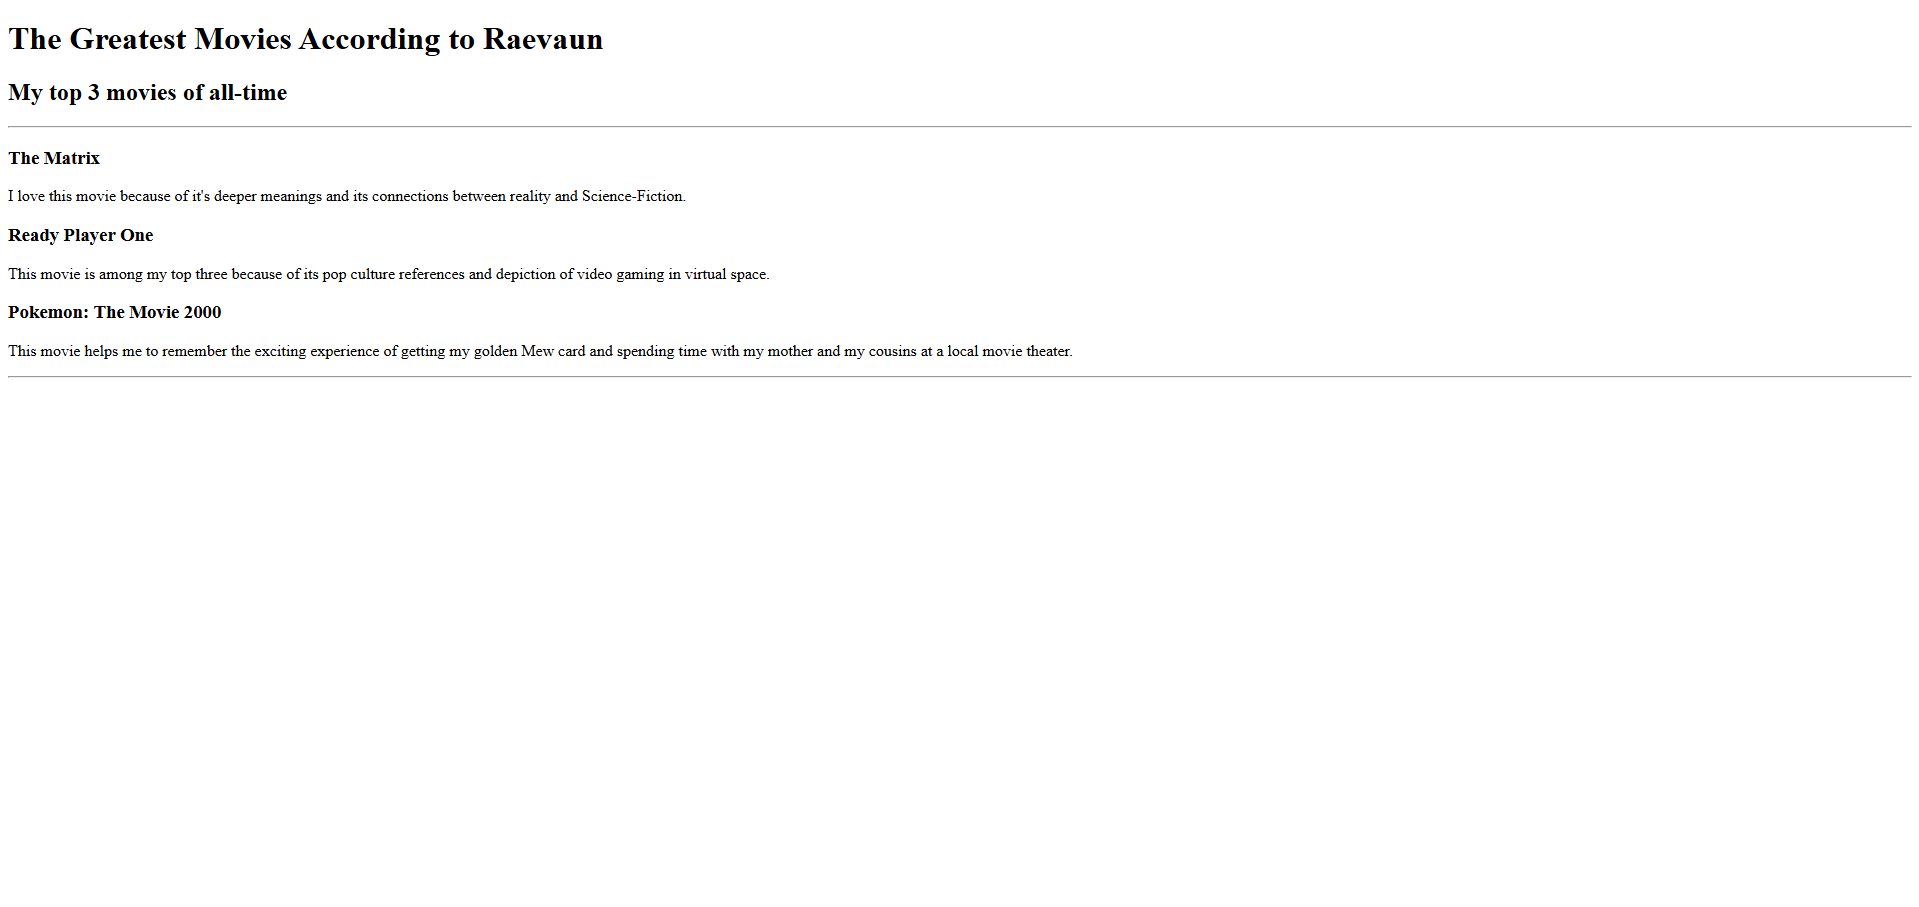 The Greatest Movies According to Raevaun
My top 3 movies of all-time
The Matrix
I love this movie because of it's deeper meanings and its connections between reality and Science-Fiction.
Ready Player One
This movie is among my top three because of its pop culture references and depiction of video gaming in virtual space.
Pokemon: The Movie 2000
This movie helps me to remember the exciting experience of getting my golden Mew card and spending time with my mother and my cousins at a local movie theater.